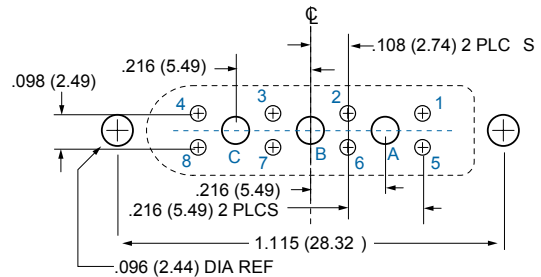 ℄
.108 (2.74) 2 PLC S
.216 (5.49)
.098 (2.49)
4 3 2 1
C B A
8 7 6 5
.216 (5.49)
.216 (5.49) 2 PLCS
1.115 (28.32 )
.096 (2.44) DIA REF